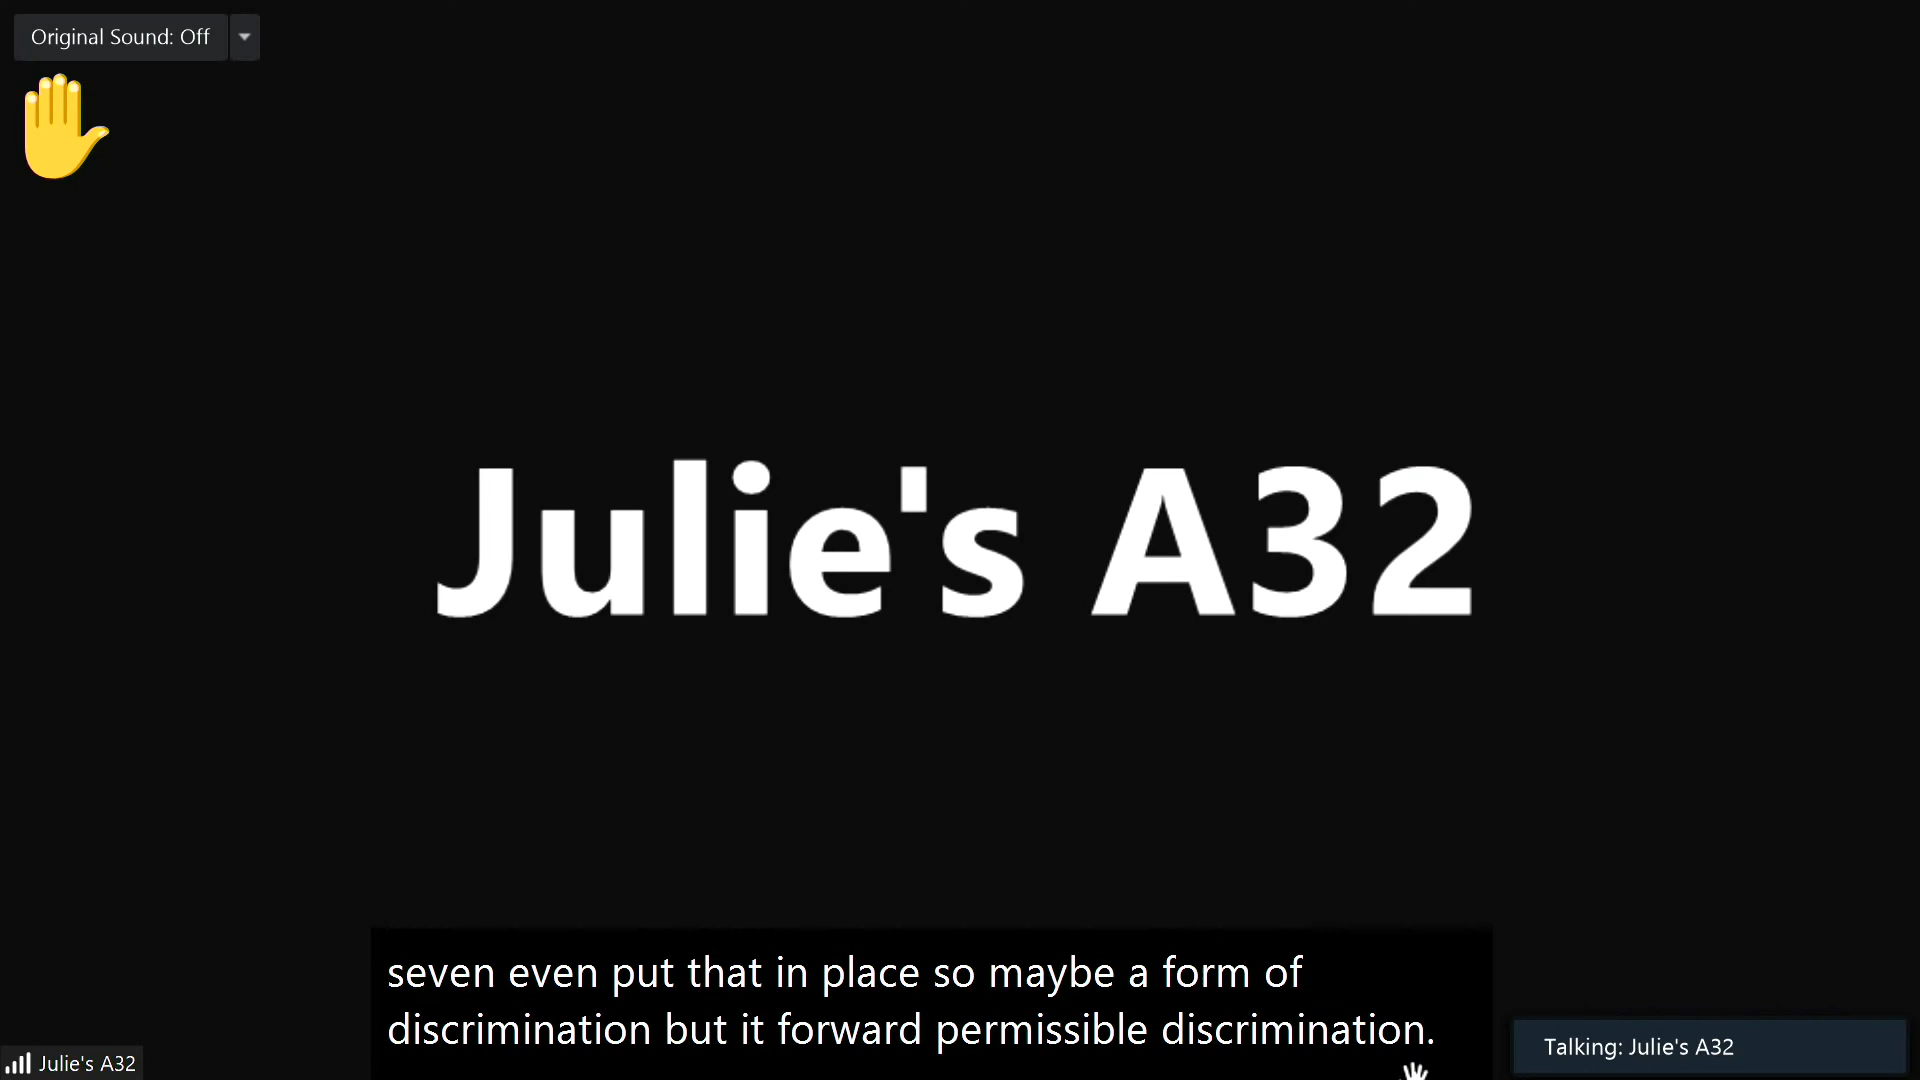 Original Sound: Off
Julie's A32
seven even put that in place so maybe a form of
discrimination but it forward permissible discrimination.
Talking: Julie's A32
Julie's A32